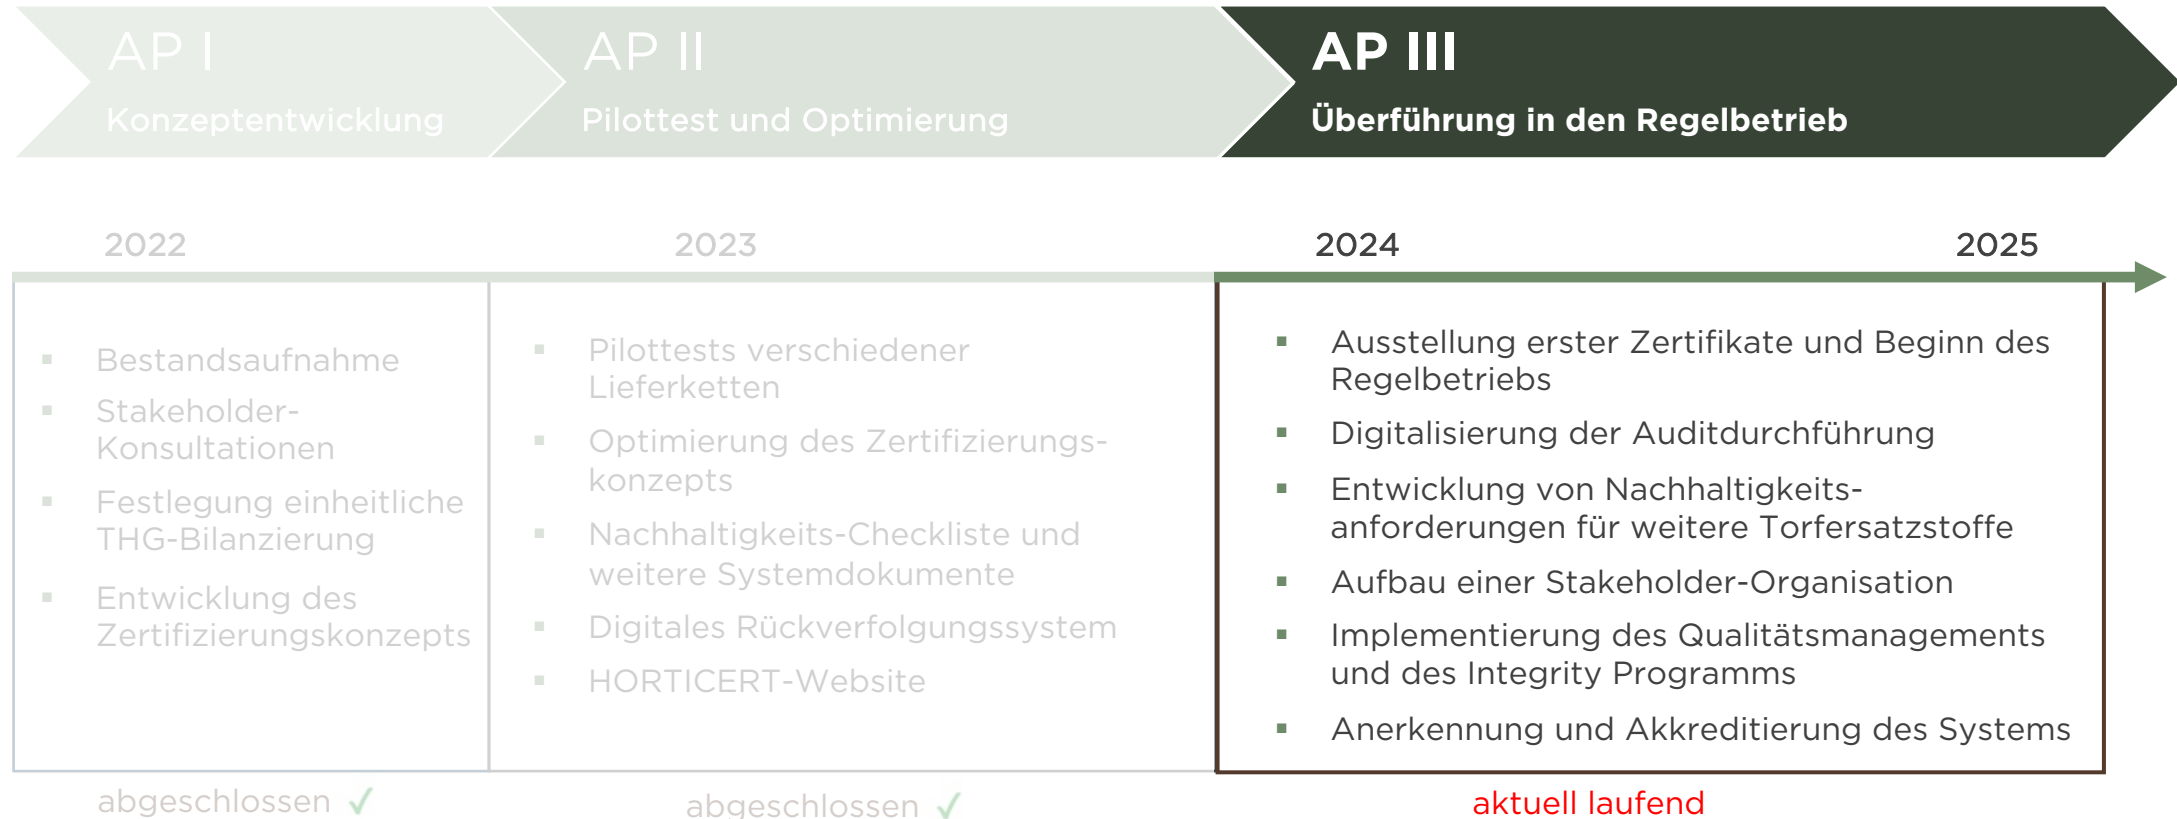 AP I
Konzeptentwicklung
AP II
Pilottest und Optimierung
AP III
Überführung in den Regelbetrieb
2022
2023
2024
2025
▪ Bestandsaufnahme
▪ Stakeholder-
Konsultationen
▪ Festlegung einheitliche
THG-Bilanzierung
▪ Entwicklung des
Zertifizierungskonzepts
abgeschlossen ✓
▪ Pilottests verschiedener
Lieferketten
▪ Optimierung des Zertifizierungs-
konzepts
▪ Nachhaltigkeits-Checkliste und
weitere Systemdokumente
▪ Digitales Rückverfolgungssystem
▪ HORTICERT-Website
abgeschlossen ✓
▪ Ausstellung erster Zertifikate und Beginn des
Regelbetriebs
▪ Digitalisierung der Auditdurchführung
▪ Entwicklung von Nachhaltigkeits-
anforderungen für weitere Torfersatzstoffe
▪ Aufbau einer Stakeholder-Organisation
▪ Implementierung des Qualitätsmanagements
und des Integrity Programms
▪ Anerkennung und Akkreditierung des Systems
aktuell laufend